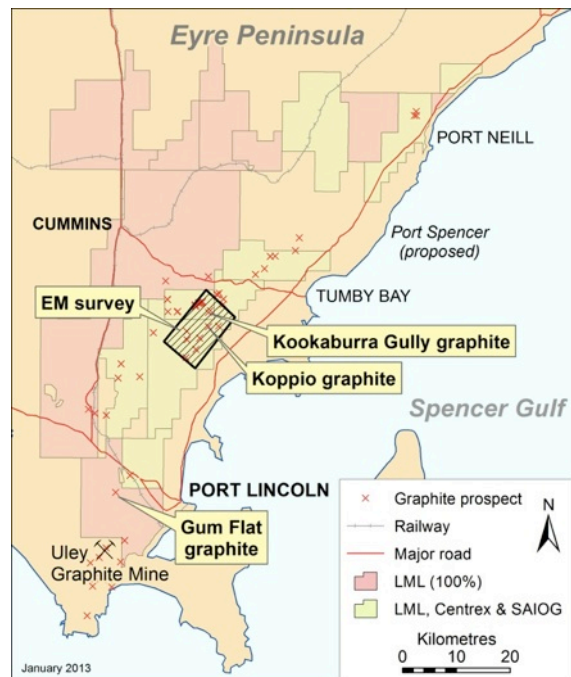 Eyre Peninsula
PORT NEILL
CUMMINS
Port Spencer
(proposed)
TUMBY BAY
EM survey
Kookaburra Gully graphite
Koppio graphite
Spencer Gulf
PORT LINCOLN
Gum Flat
graphite
Uley
Graphite Mine
Graphite prospect
Railway
Major road
LML (100%)
LML, Centrex & SAIOG
N
Kilometres
0 10 20
January 2013